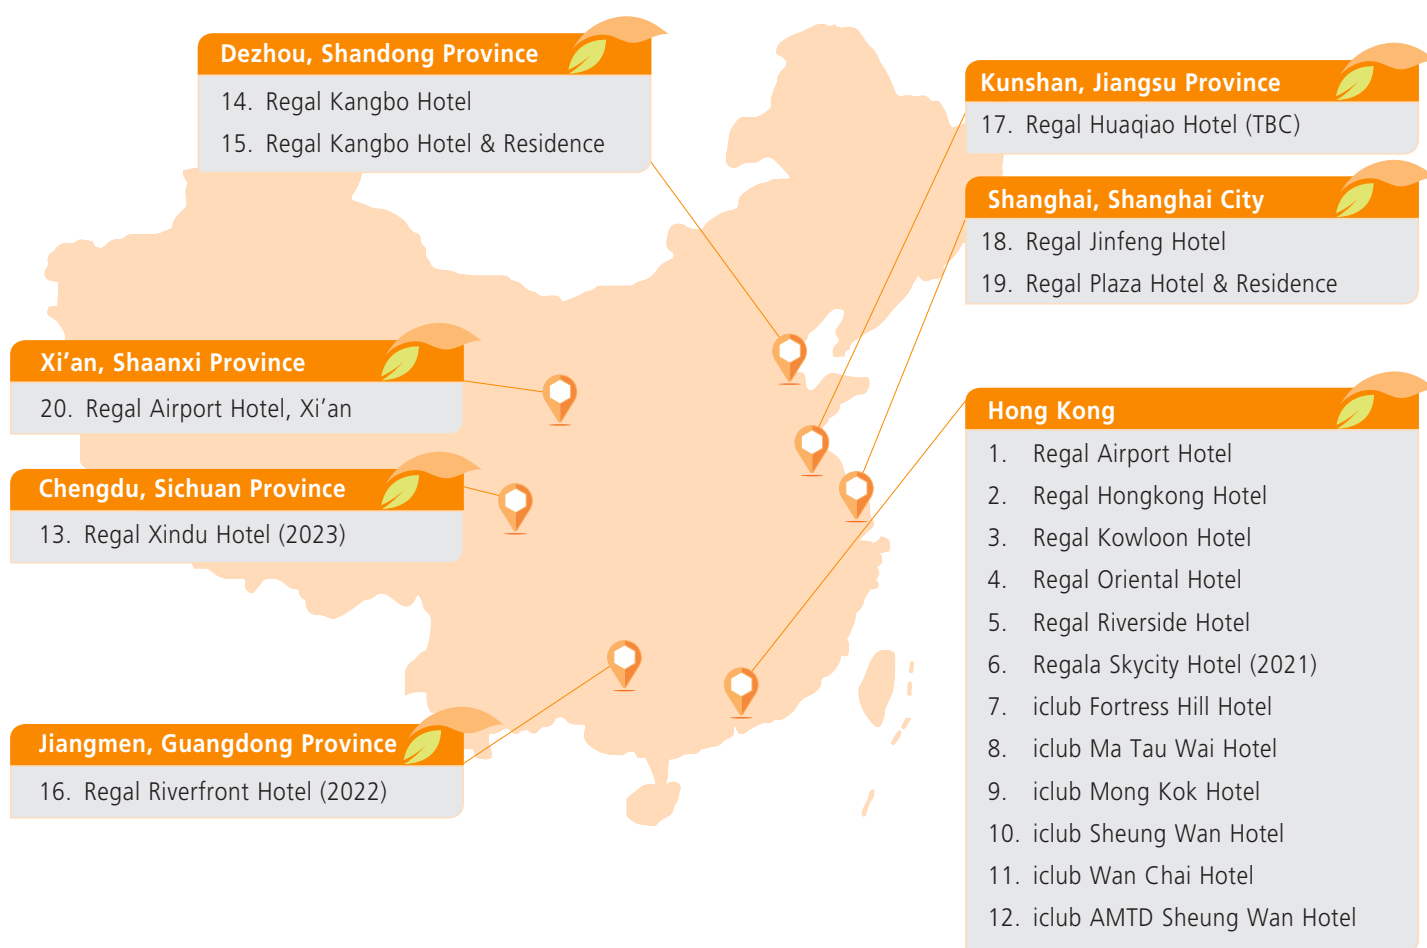 Dezhou, Shandong Province
14. Regal Kangbo Hotel
15. Regal Kangbo Hotel & Residence
Kunshan, Jiangsu Province
17. Regal Huaqiao Hotel (TBC)
Shanghai, Shanghai City
18. Regal Jinfeng Hotel
19. Regal Plaza Hotel & Residence
Xi’an, Shaanxi Province
20. Regal Airport Hotel, Xi’an
Chengdu, Sichuan Province
13. Regal Xindu Hotel (2023)
Jiangmen, Guangdong Province
16. Regal Riverfront Hotel (2022)
Hong Kong
1. Regal Airport Hotel
2. Regal Hongkong Hotel
3. Regal Kowloon Hotel
4. Regal Oriental Hotel
5. Regal Riverside Hotel
6. Regala Skycity Hotel (2021)
7. iclub Fortress Hill Hotel
8. iclub Ma Tau Wai Hotel
9. iclub Mong Kok Hotel
10. iclub Sheung Wan Hotel
11. iclub Wan Chai Hotel
12. iclub AMTD Sheung Wan Hotel